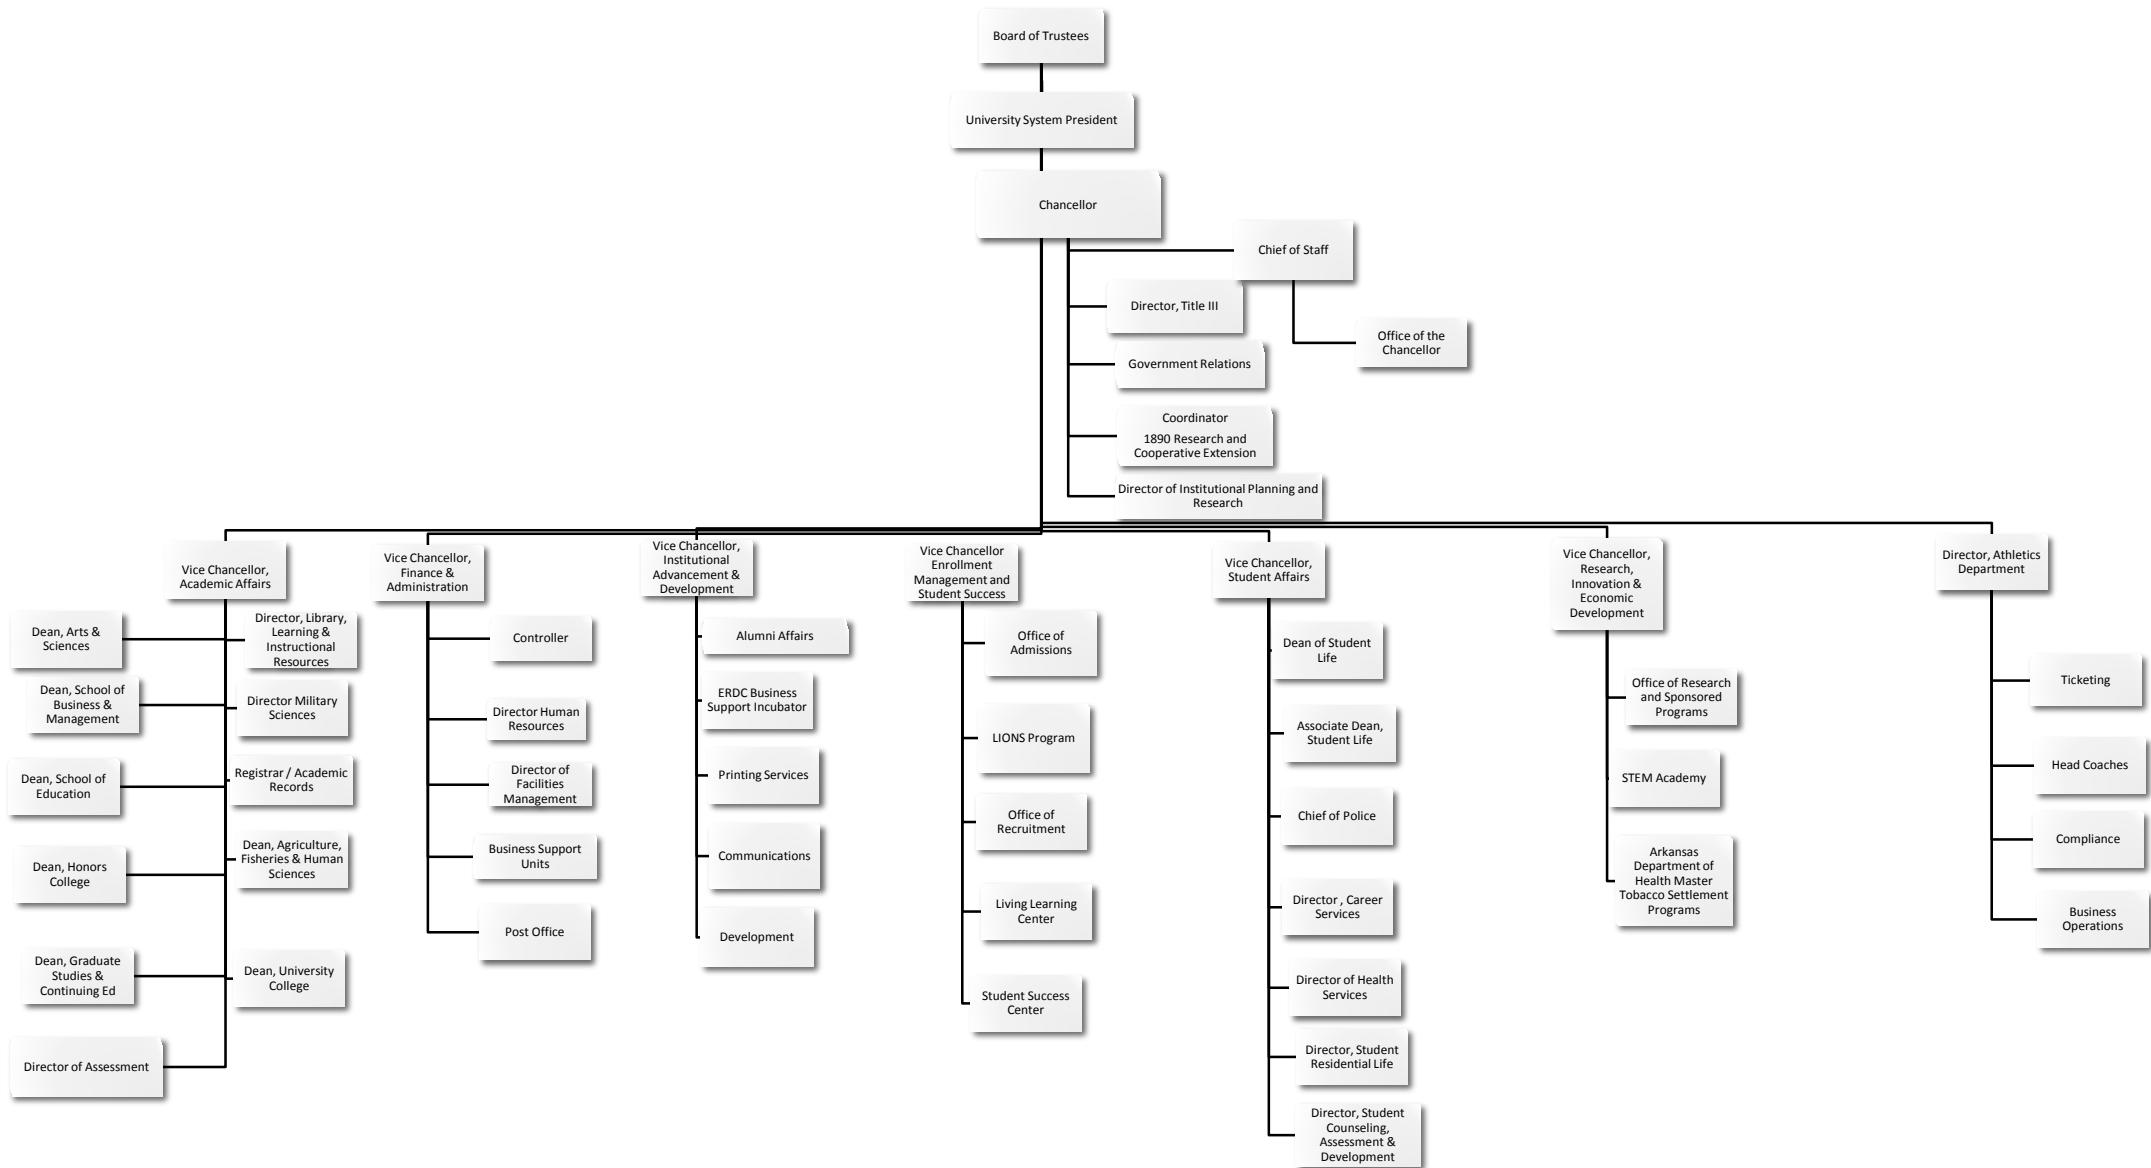 Board of Trustees
University System President
Chancellor
Chief of Staff
Director, Title III
Office of the
Chancellor
Government Relations
Coordinator
1890 Research and
Cooperative Extension
Director of Institutional Planning and
Research
Vice Chancellor,
Academic Affairs
Dean, Arts &
Sciences
Director, Library,
Learning &
Instructional
Resources
Dean, School of
Business &
Management
Director Military
Sciences
Dean, School of
Education
Registrar / Academic
Records
Dean, Honors
College
Dean, Agriculture,
Fisheries & Human
Sciences
Dean, Graduate
Studies &
Continuing Ed
Dean, University
College
Director of Assessment
Vice Chancellor,
Finance &
Administration
Controller
Director Human
Resources
Director of
Facilities
Management
Business Support
Units
Post Office
Vice Chancellor,
Institutional
Advancement &
Development
Alumni Affairs
ERDC Business
Support Incubator
Printing Services
Communications
Development
Vice Chancellor
Enrollment
Management and
Student Success
Office of
Admissions
LIONS Program
Office of
Recruitment
Living Learning
Center
Student Success
Center
Vice Chancellor,
Student Affairs
Dean of Student
Life
Associate Dean,
Student Life
Chief of Police
Director , Career
Services
Director of Health
Services
Director, Student
Residential Life
Director, Student
Counseling,
Assessment &
Development
Vice Chancellor,
Research,
Innovation &
Economic
Development
Office of Research
and Sponsored
Programs
STEM Academy
Arkansas
Department of
Health Master
Tobacco Settlement
Programs
Director, Athletics
Department
Ticketing
Head Coaches
Compliance
Business
Operations